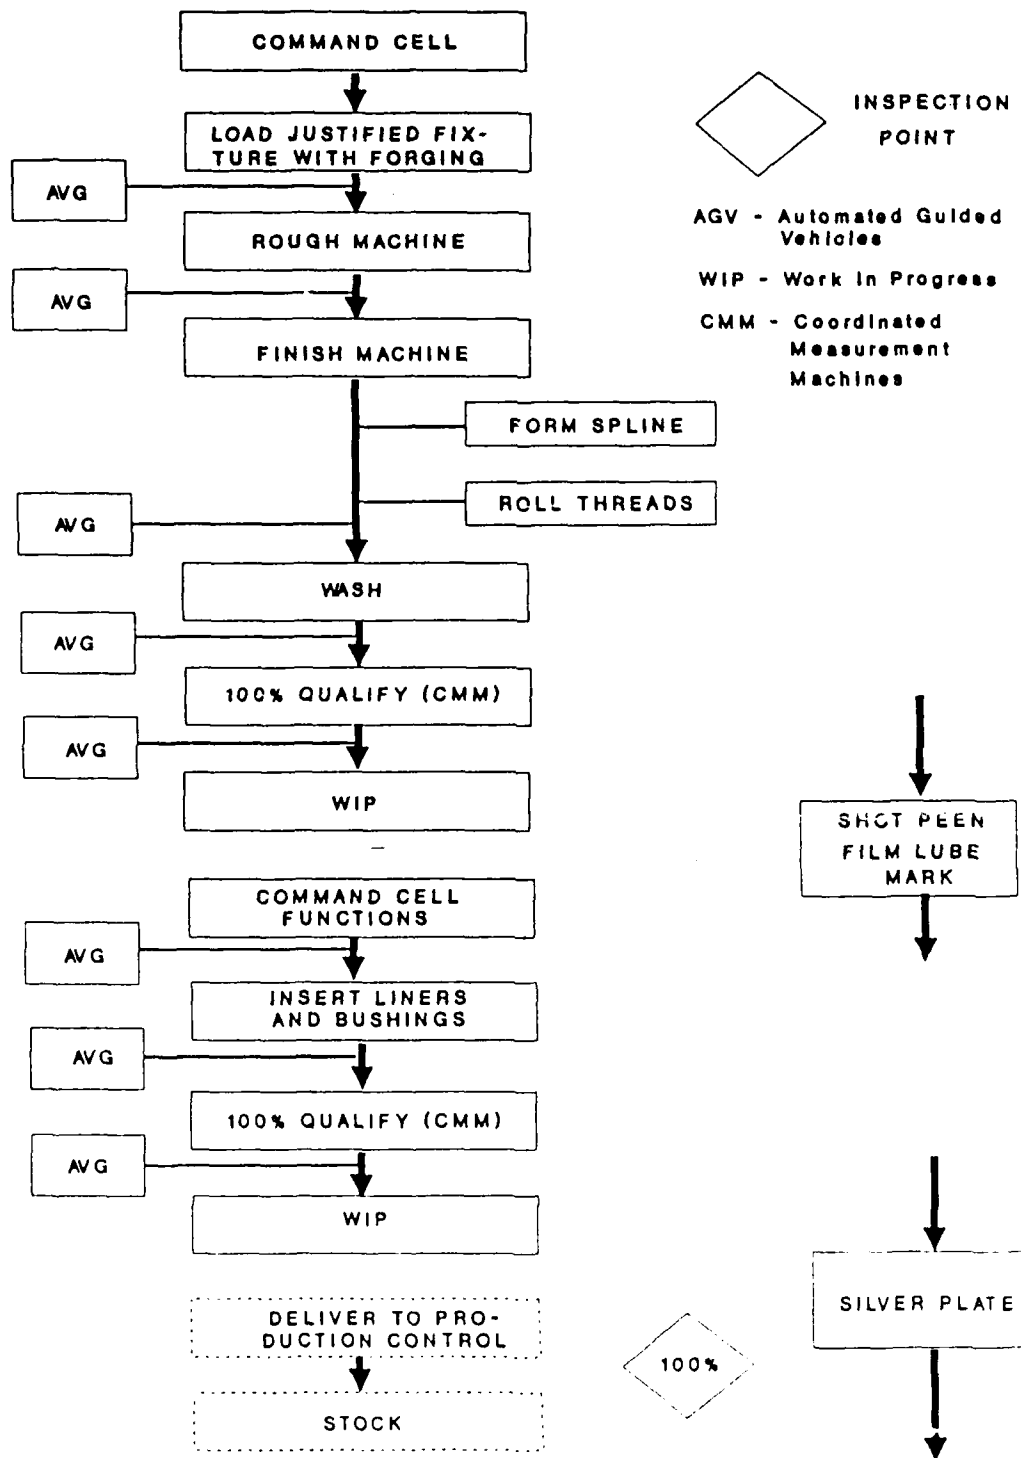 COMMAND CELL
LOAD JUSTIFIED FIX-
TURE WITH FORGING
AVG
ROUGH MACHINE
AVG
FINISH MACHINE
FORM SPLINE
ROLL THREADS
AVG
WASH
AVG
100% QUALIFY (CMM)
AVG
WIP
COMMAND CELL
FUNCTIONS
AVG
INSERT LINERS
AND BUSHINGS
AVG
100% QUALIFY (CMM)
AVG
WIP
DELIVER TO PRO-
DUCTION CONTROL
STOCK
INSPECTION
POINT
AGV - Automated Guided
Vehicles
WIP - Work In Progress
CMM - Coordinated
Measurement
Machines
SHOT PEEN
FILM LUBE
MARK
SILVER PLATE
100%